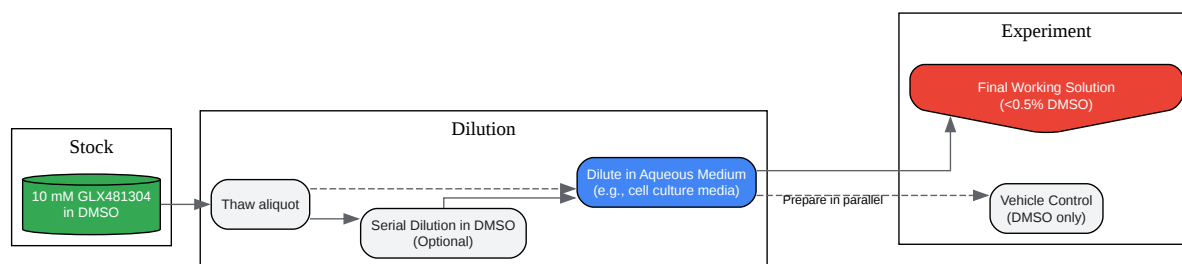 Stock
10 mM GLX481304
in DMSO
Dilution
Thaw aliquot
Serial Dilution in DMSO
(Optional)
Dilute in Aqueous Medium
(e.g., cell culture media)
Prepare in parallel
Experiment
Final Working Solution
(<0.5% DMSO)
Vehicle Control
(DMSO only)